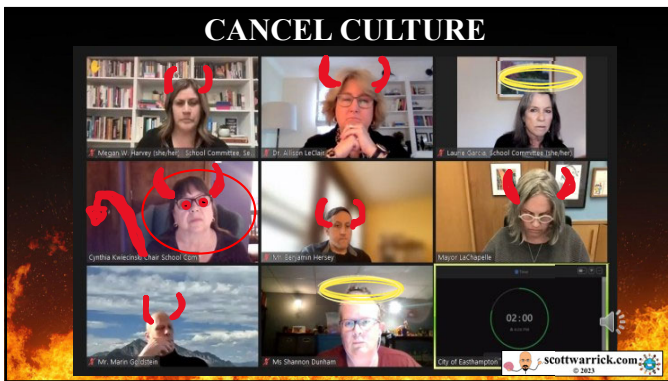 CANCEL CULTURE
Megan W. Harvey (she/her) - School Committee, Se
Dr. Allison LeClair
Laurie Garcia, School Committee (she/her)
Cynthia Kwiecinski Chair School Com
Mr. Benjamin Hersey
Mayor LaChapelle
Mr. Marin Goldstein
Ms Shannon Dunham
02:00
City of Easthampton
scottwarrick.com
© 2023